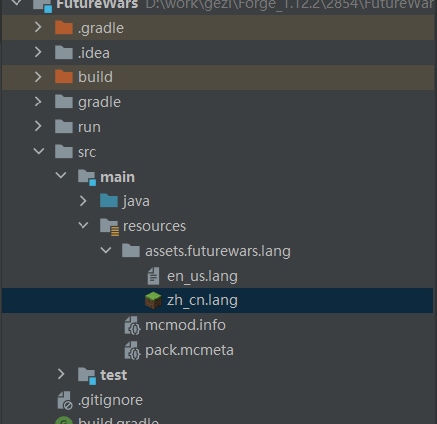 FutureWars D:\work\gezi\Forge_1.12.2\2854\FutureWar
.gradle
.idea
build
gradle
run
src
main
java
resources
assets.futurewars.lang
en_us.lang
zh_cn.lang
mcmod.info
pack.mcmeta
test
.gitignore
build.gradle